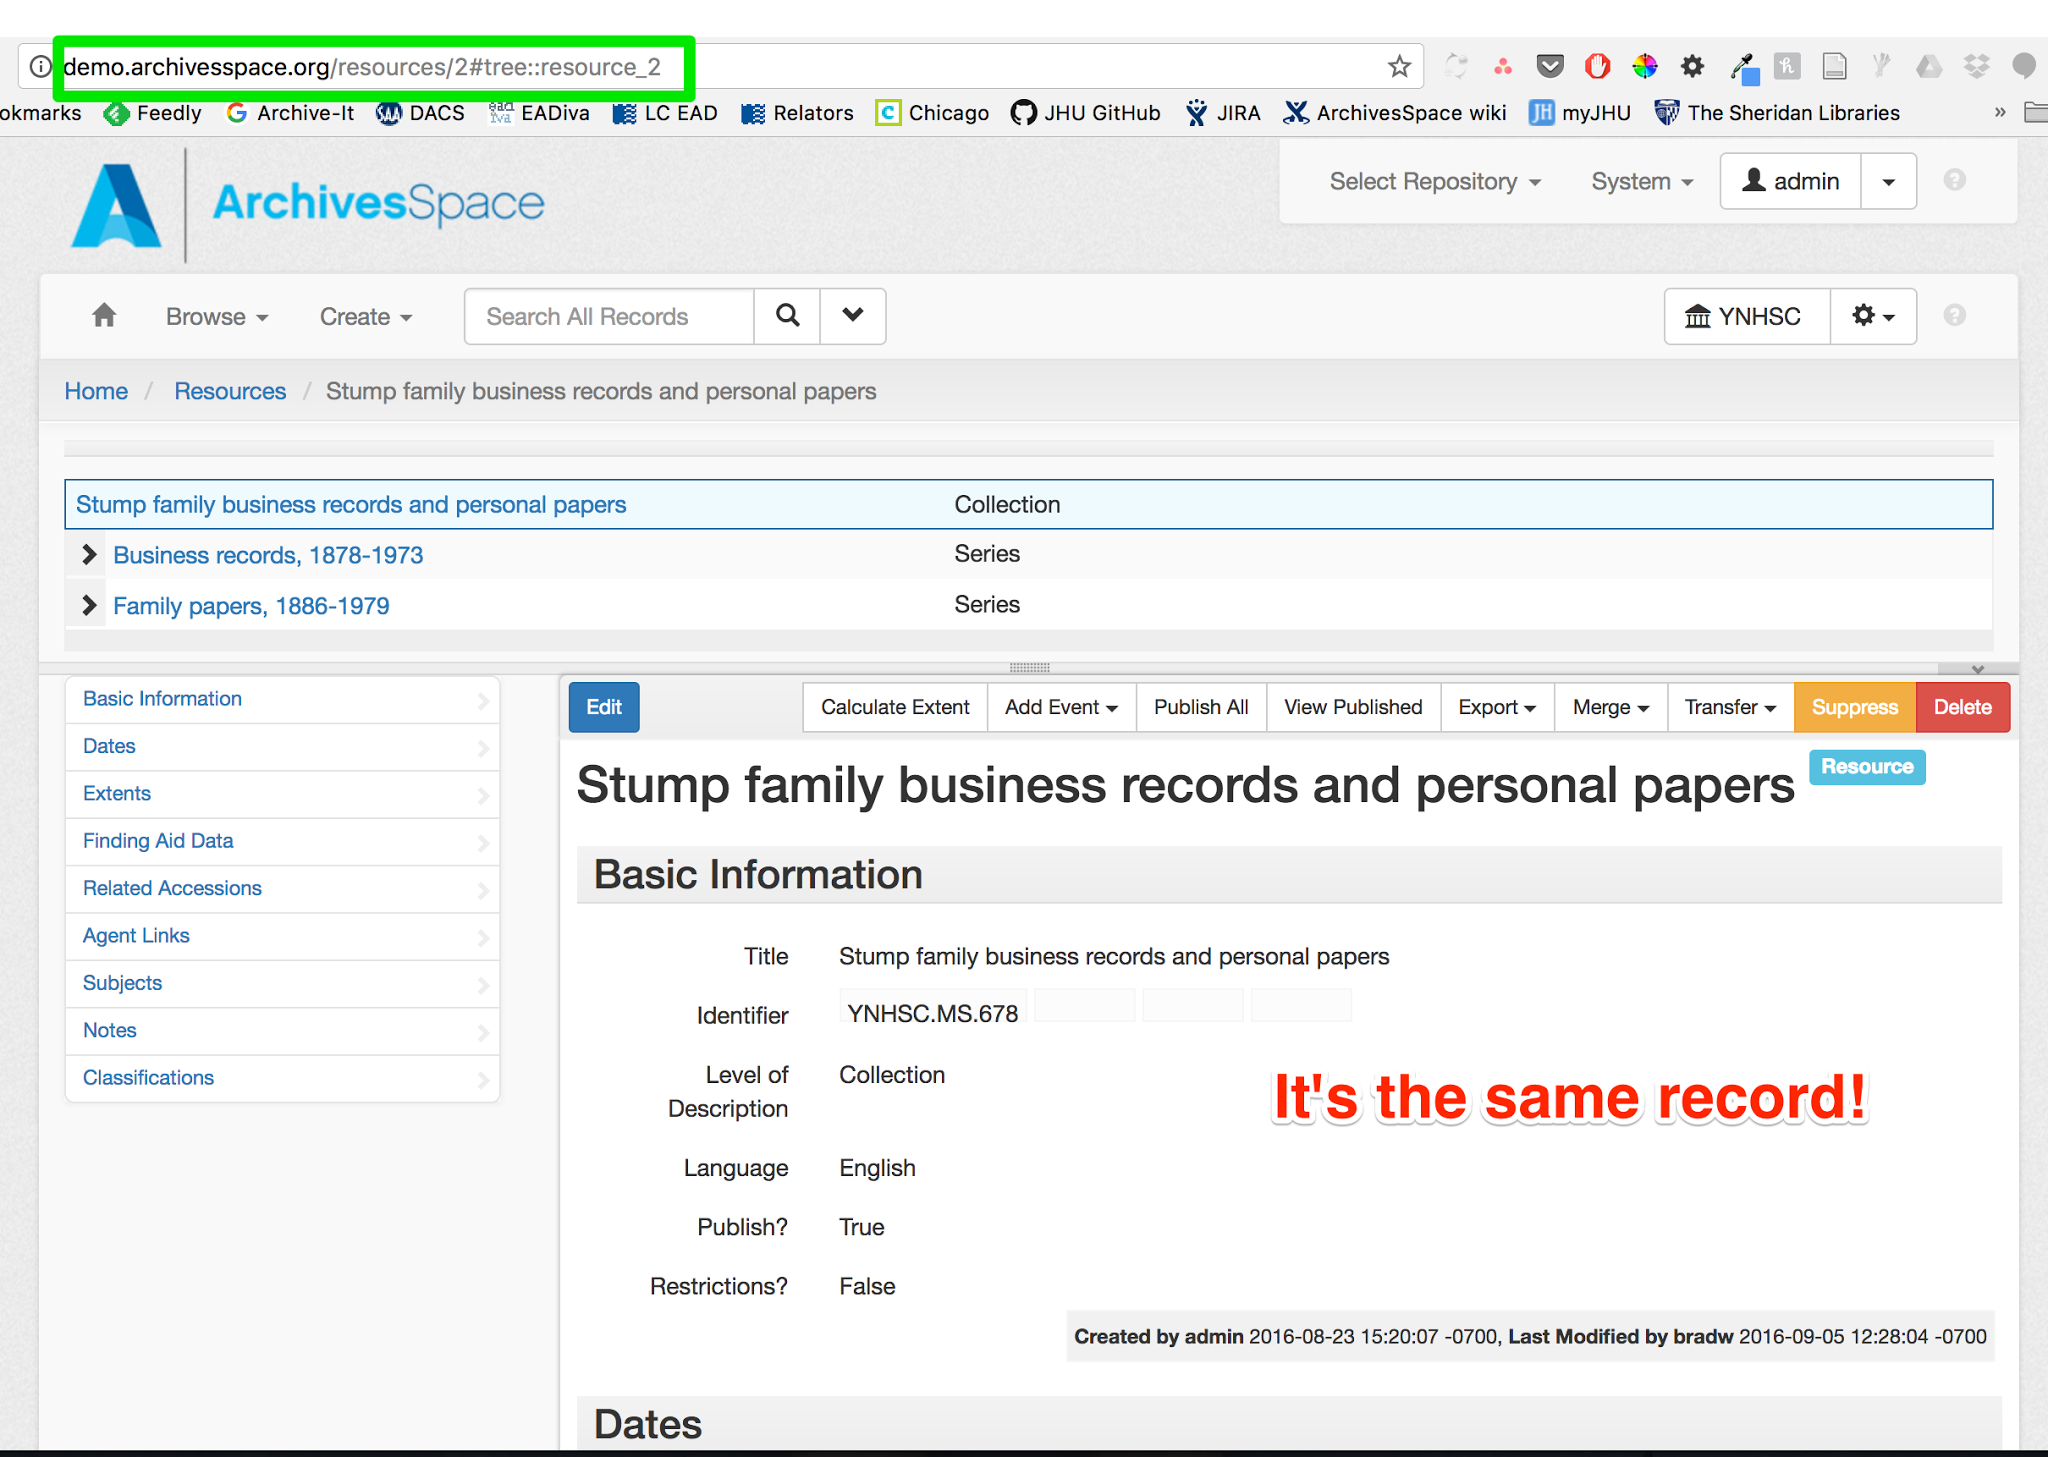 demo.archivesspace.org/resources/2#tree::resource_2
okmarks Feedly Archive-It DACS EADiva LC EAD Relators Chicago JHU GitHub JIRA ArchivesSpace wiki myJHU The Sheridan Libraries »
ArchivesSpace
Select Repository System admin
Browse Create Search All Records YNHSC
Home / Resources / Stump family business records and personal papers
Stump family business records and personal papers Collection
Business records, 1878-1973 Series
Family papers, 1886-1979 Series
Edit Calculate Extent Add Event Publish All View Published Export Merge Transfer Suppress Delete
Basic Information
Dates
Extents
Finding Aid Data
Related Accessions
Agent Links
Subjects
Notes
Classifications
Stump family business records and personal papers Resource
Basic Information
Title Stump family business records and personal papers
Identifier YNHSC.MS.678
Level of Description Collection
It's the same record!
Language English
Publish? True
Restrictions? False
Created by admin 2016-08-23 15:20:07 -0700, Last Modified by bradw 2016-09-05 12:28:04 -0700
Dates